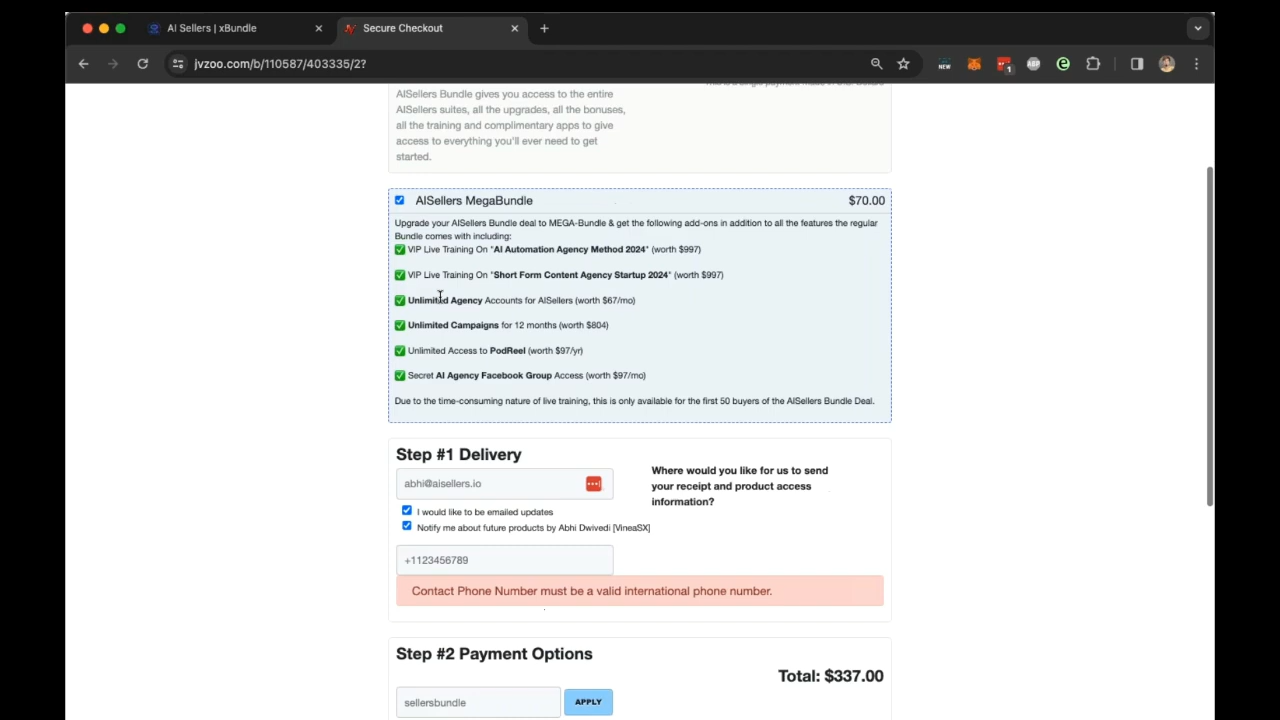 AI Sellers | xBundle
Secure Checkout
jvzoo.com/b/110587/403335/2?
NEW
1
ABP
AISellers Bundle gives you access to the entire
AISellers suites, all the upgrades, all the bonuses,
all the training and complimentary apps to give
access to everything you'll ever need to get
started.
AISellers MegaBundle
$70.00
Upgrade your AISellers Bundle deal to MEGA-Bundle & get the following add-ons in addition to all the features the regular
Bundle comes with including:
✅ VIP Live Training On "AI Automation Agency Method 2024" (worth $997)
✅ VIP Live Training On "Short Form Content Agency Startup 2024" (worth $997)
✅ Unlimited Agency Accounts for AISellers (worth $67/mo)
✅ Unlimited Campaigns for 12 months (worth $804)
✅ Unlimited Access to PodReel (worth $97/yr)
✅ Secret AI Agency Facebook Group Access (worth $97/mo)
Due to the time-consuming nature of live training, this is only available for the first 50 buyers of the AISellers Bundle Deal.
Step #1 Delivery
abhi@aisellers.io
Where would you like for us to send
your receipt and product access
information?
I would like to be emailed updates
Notify me about future products by Abhi Dwivedi [VineaSX]
+1123456789
Contact Phone Number must be a valid international phone number.
Step #2 Payment Options
Total: $337.00
sellersbundle
APPLY